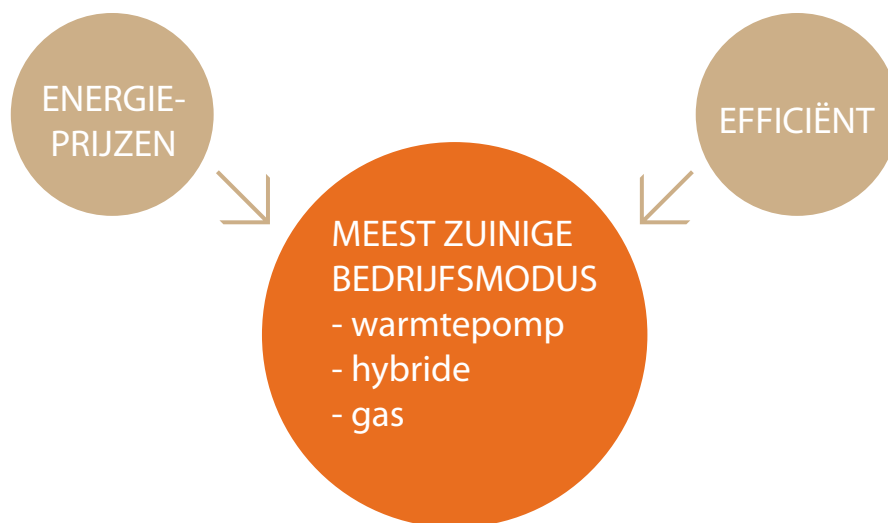 ENERGIE-
PRIJZEN
EFFICIËNT
MEEST ZUINIGE
BEDRIJFSMODUS
- warmtepomp
- hybride
- gas